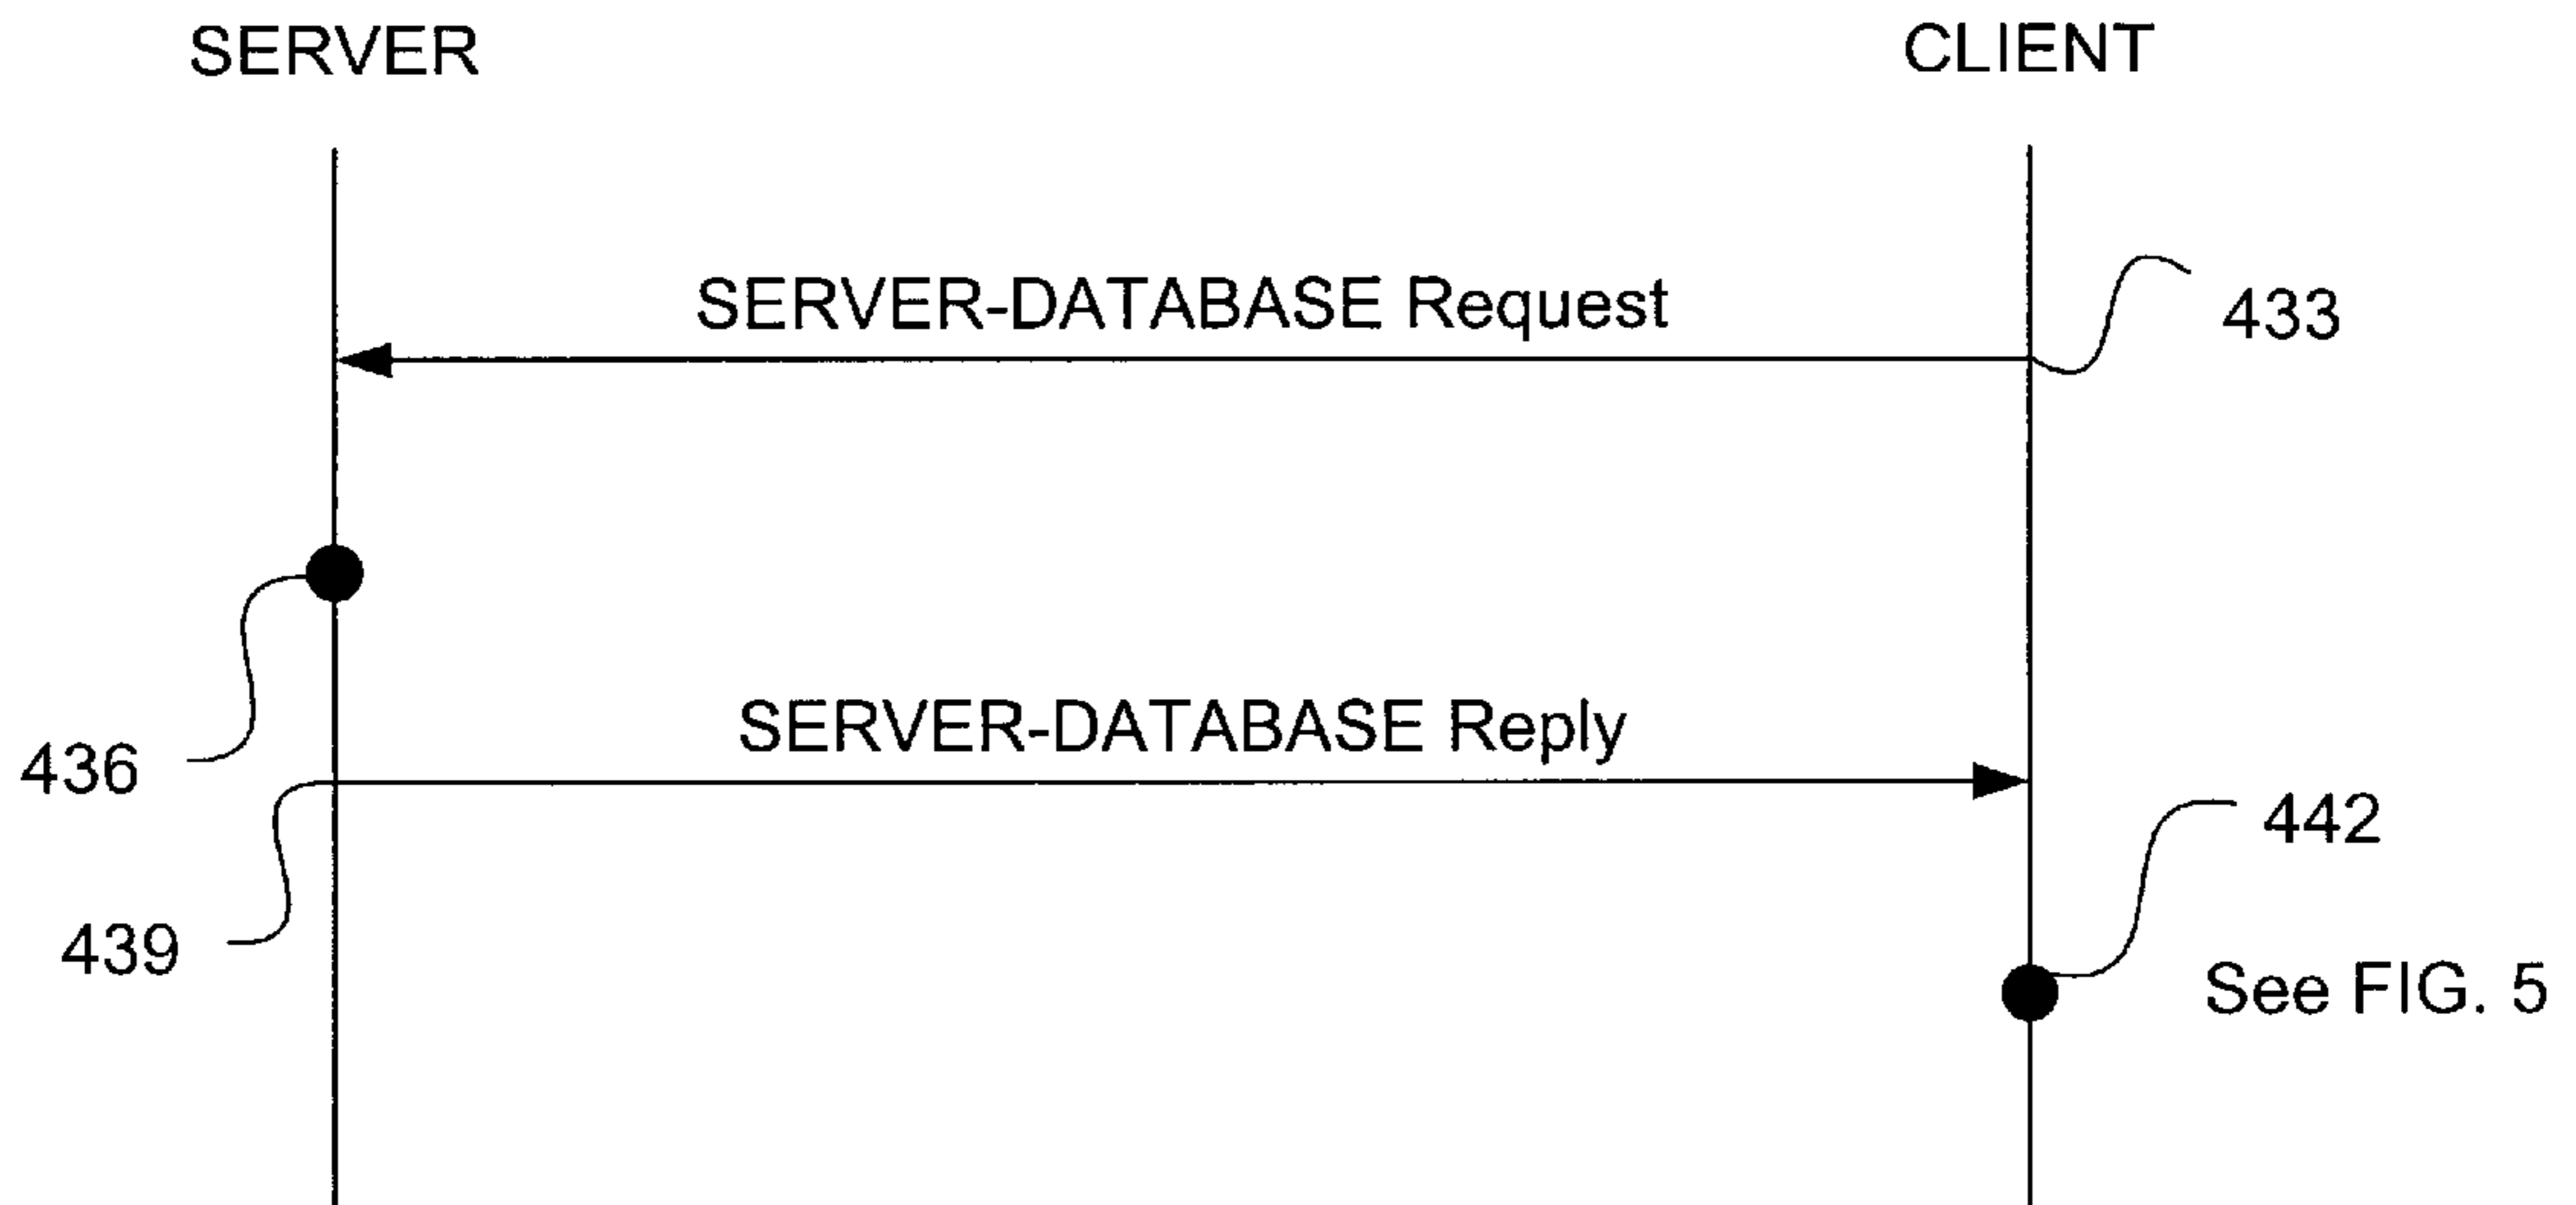 SERVER
CLIENT
SERVER-DATABASE Request
433
SERVER-DATABASE Reply
436
442
439
See FIG. 5